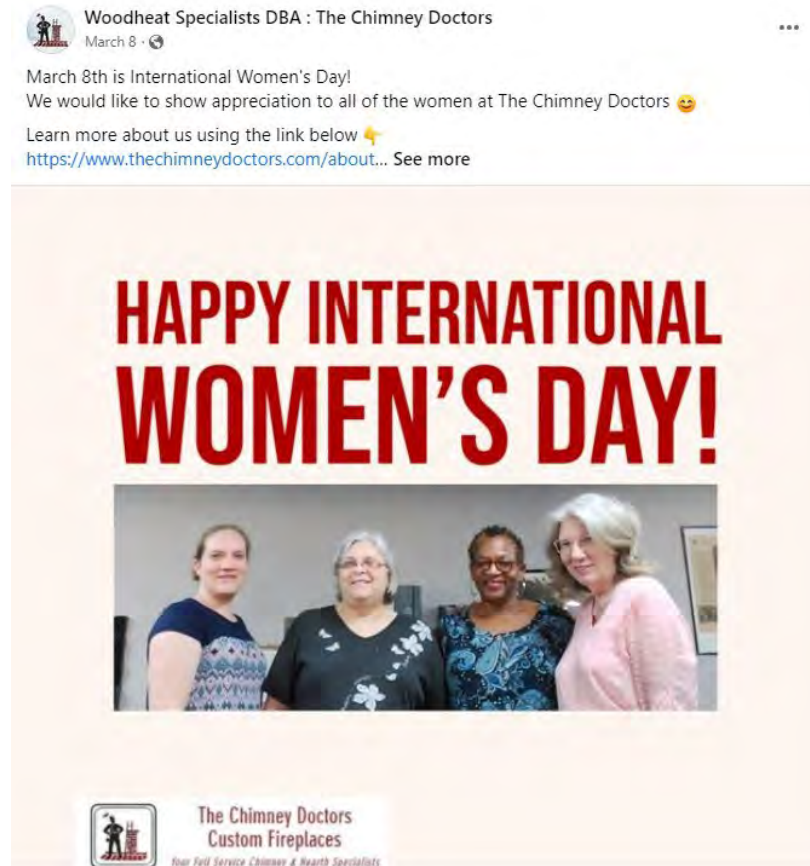 Woodheat Specialists DBA : The Chimney Doctors
March 8 ·
March 8th is International Women's Day!
We would like to show appreciation to all of the women at The Chimney Doctors 😊
Learn more about us using the link below 👇
https://www.thechimneydoctors.com/about... See more
HAPPY INTERNATIONAL
WOMEN'S DAY!
The Chimney Doctors
Custom Fireplaces
Your Full Service Chimney & Hearth Specialists